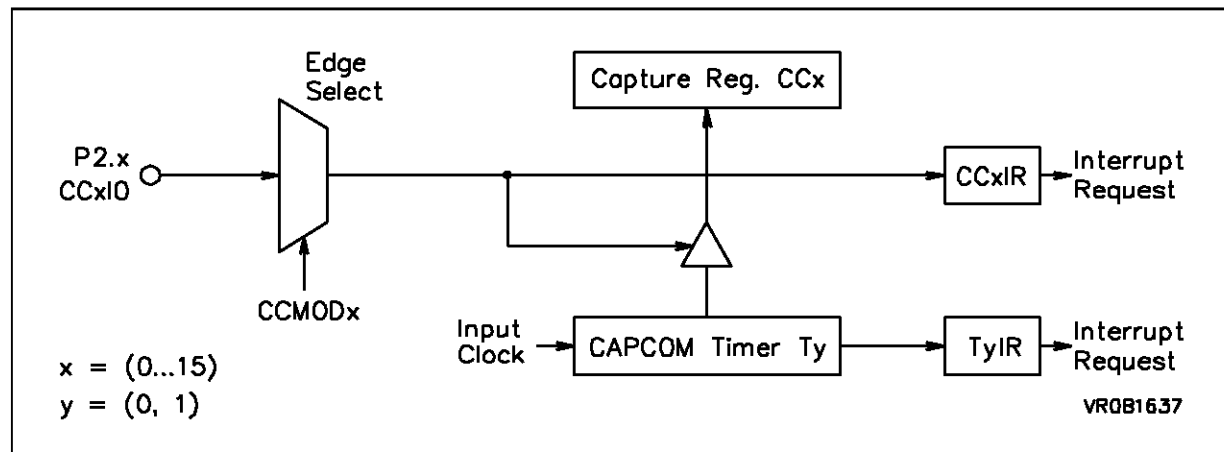 Edge
Select
Capture Reg. CCx
P2.x
CCxIO
CCxIR
Interrupt
Request
CCMODx
Input
Clock
CAPCOM Timer Ty
TyIR
Interrupt
Request
x = (0...15)
y = (0, 1)
VR0B1637